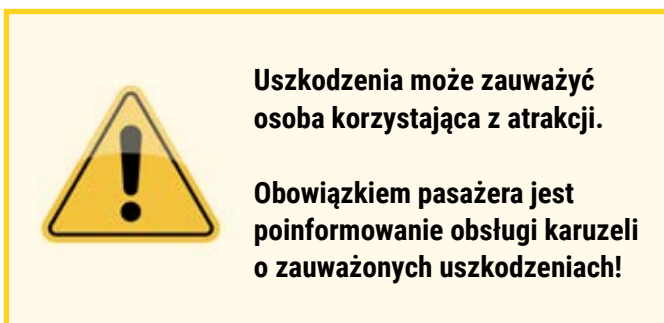 Uszkodzenia może zauważyć
osoba korzystająca z atrakcji.
Obowiązkiem pasażera jest
poinformowanie obsługi karuzeli
o zauważonych uszkodzeniach!